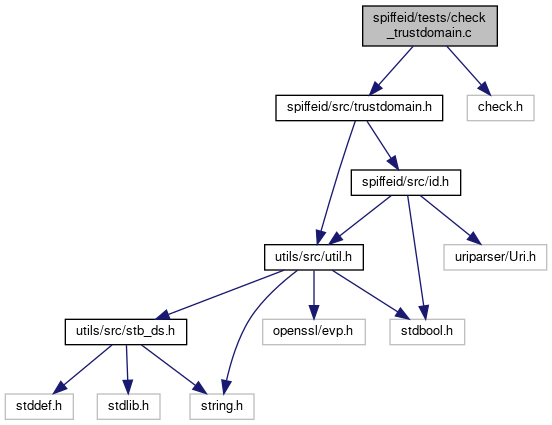 spiffeid/tests/check
_trustdomain.c
spiffeid/src/trustdomain.h
check.h
spiffeid/src/id.h
utils/src/util.h
uriparser/Uri.h
utils/src/stb_ds.h
openssl/evp.h
stdbool.h
stddef.h
stdlib.h
string.h